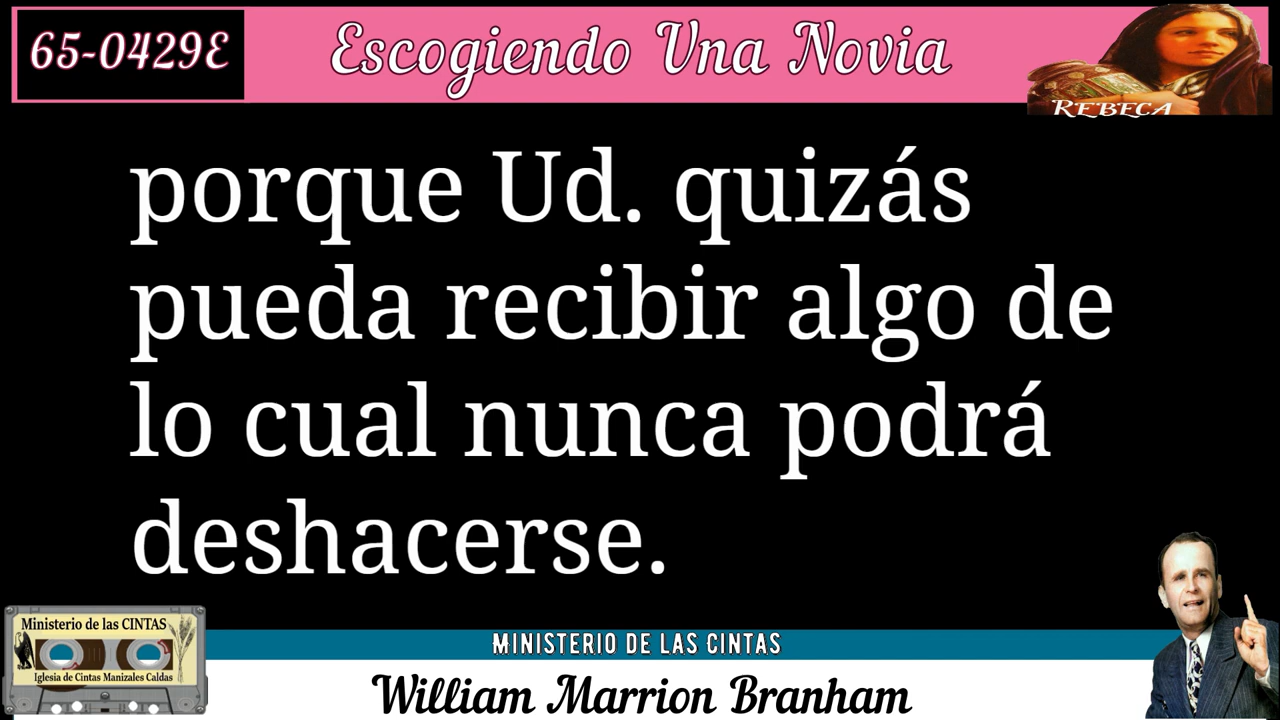 65-0429E
Escogiendo Una Novia
REBECA
porque Ud. quizás
pueda recibir algo de
lo cual nunca podrá
deshacerse.
Ministerio de las CINTAS
Iglesia de Cintas Manizales Caldas
MINISTERIO DE LAS CINTAS
William Marrion Branham